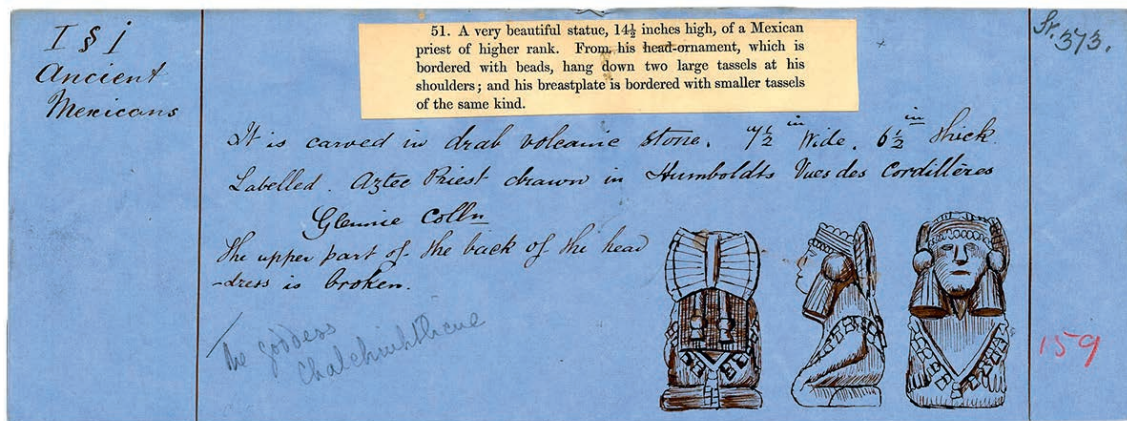 I § i
Ancient
Mexicans
51. A very beautiful statue, 14½ inches high, of a Mexican
priest of higher rank. From his head-ornament, which is
bordered with beads, hang down two large tassels at his
shoulders; and his breastplate is bordered with smaller tassels
of the same kind.
It is carved in drab volcanic stone. 7½ in Wide. 6½ in thick.
Labelled. Aztec Priest drawn in Humboldts Vues des Cordillères
Glennie Colln
The upper part of the back of the head
-dress is broken.
The goddess
Chalchiuhtlicue
373.
159